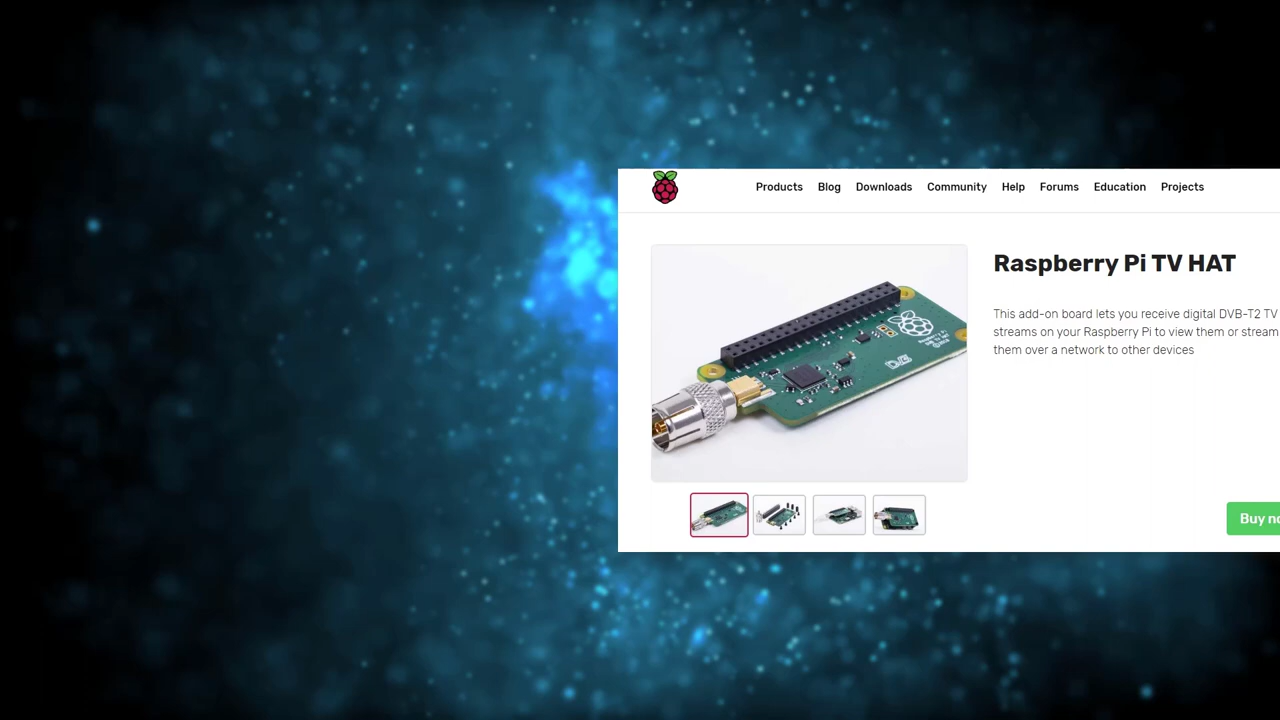 Products Blog Downloads Community Help Forums Education Projects
Raspberry Pi TV HAT
This add-on board lets you receive digital DVB-T2 TV
streams on your Raspberry Pi to view them or stream
them over a network to other devices
Buy no